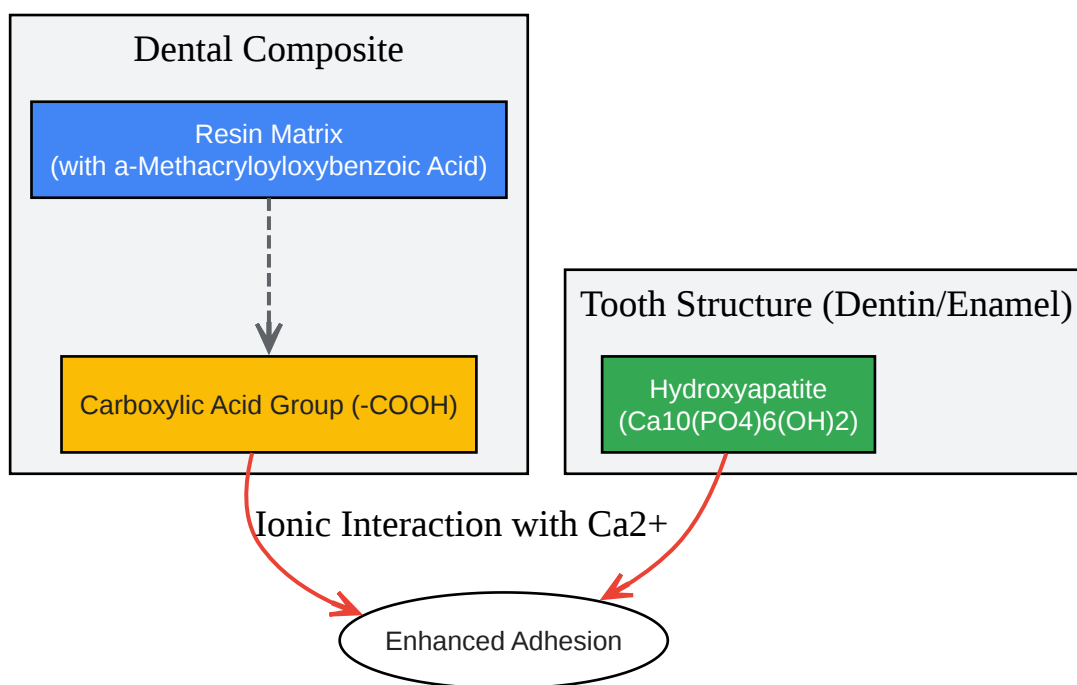 Dental Composite
Resin Matrix
(with a-Methacryloyloxybenzoic Acid)
Carboxylic Acid Group (-COOH)
Tooth Structure (Dentin/Enamel)
Hydroxyapatite
(Ca10(PO4)6(OH)2)
Ionic Interaction with Ca2+
Enhanced Adhesion